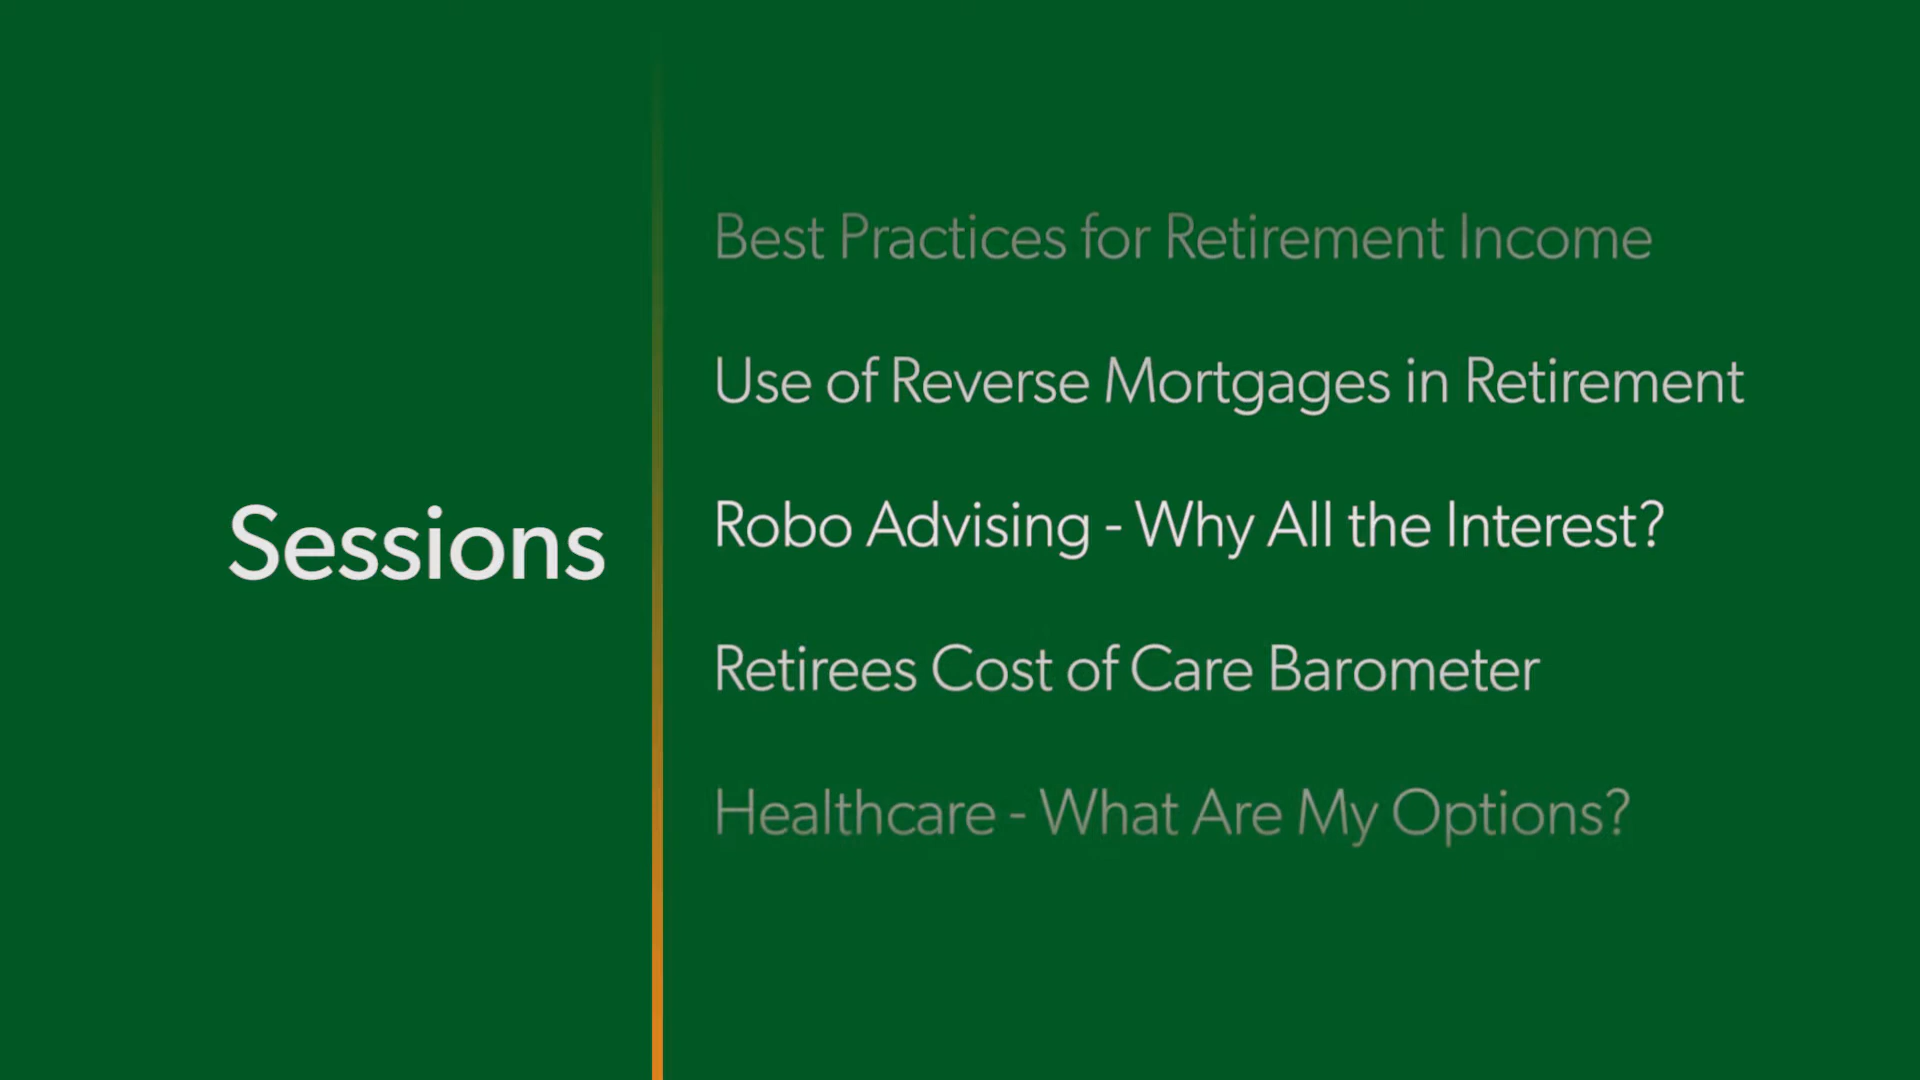 Sessions
Best Practices for Retirement Income
Use of Reverse Mortgages in Retirement
Robo Advising - Why All the Interest?
Retirees Cost of Care Barometer
Healthcare - What Are My Options?